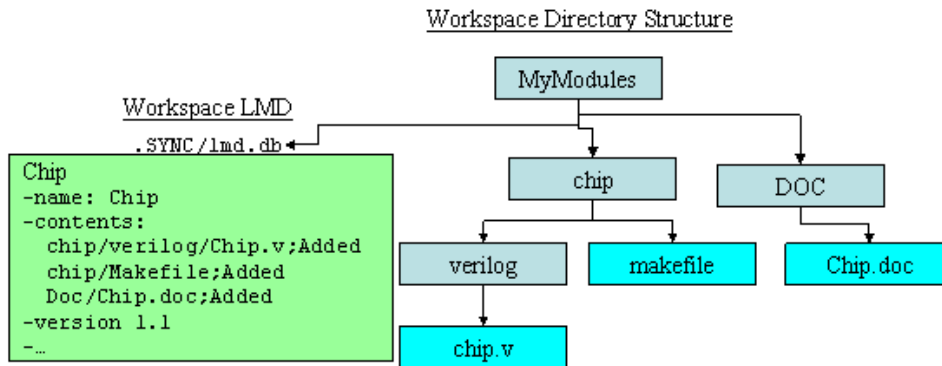 Workspace Directory Structure
MyModules
Workspace LMD
.SYNC/lmd.db
Chip
-name: Chip
-contents:
chip/verilog/Chip.v;Added
chip/Makefile;Added
Doc/Chip.doc;Added
-version 1.1
-…
chip
DOC
verilog
makefile
Chip.doc
chip.v